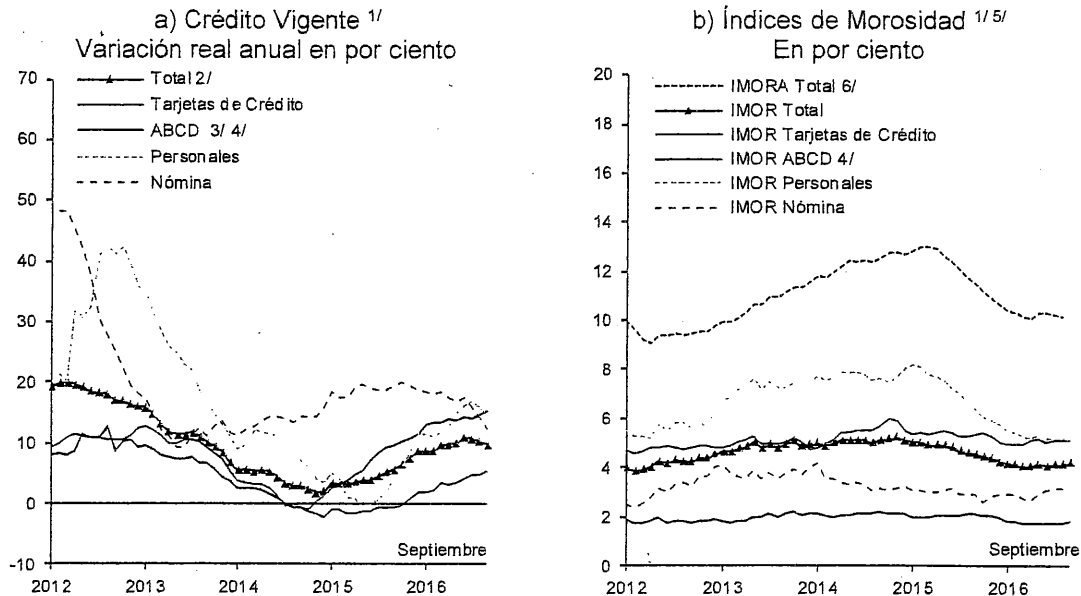 a) Crédito Vigente 1/
Variación real anual en por ciento
70
60
50
40
30
20
10
0
-10
Total 2/
Tarjetas de Crédito
ABCD 3/ 4/
Personales
Nómina
Septiembre
2012 2013 2014 2015 2016
b) Índices de Morosidad 1/ 5/
En por ciento
20
18
16
14
12
10
8
6
4
2
0
IMORA Total 6/
IMOR Total
IMOR Tarjetas de Crédito
IMOR ABCD 4/
IMOR Personales
IMOR Nómina
Septiembre
2012 2013 2014 2015 2016